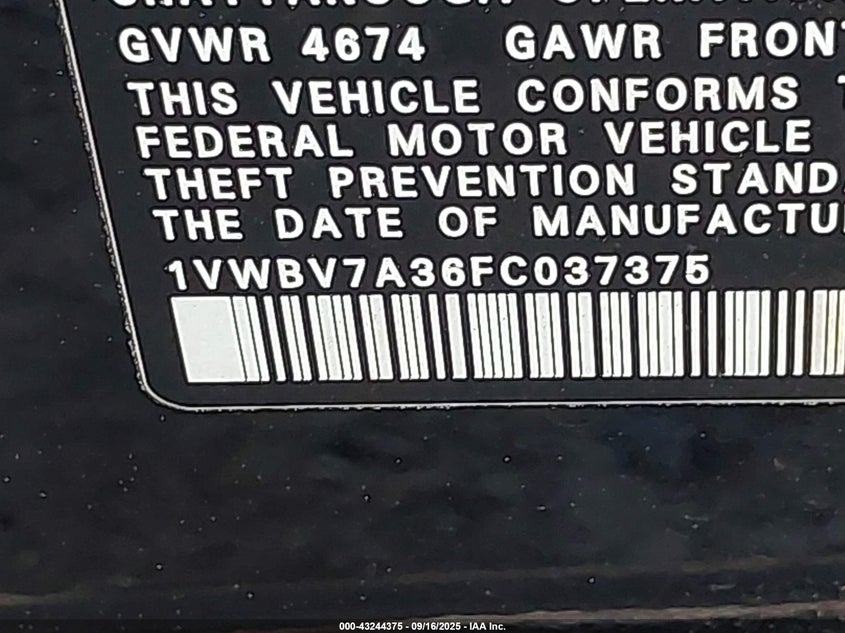 GVWR 4674 GAWR FRONT
THIS VEHICLE CONFORMS
FEDERAL MOTOR VEHICLE
THEFT PREVENTION STAND
THE DATE OF MANUFACTU
1VWBV7A36FC037375
000-43244375 - 09/16/2025 - IAA Inc.